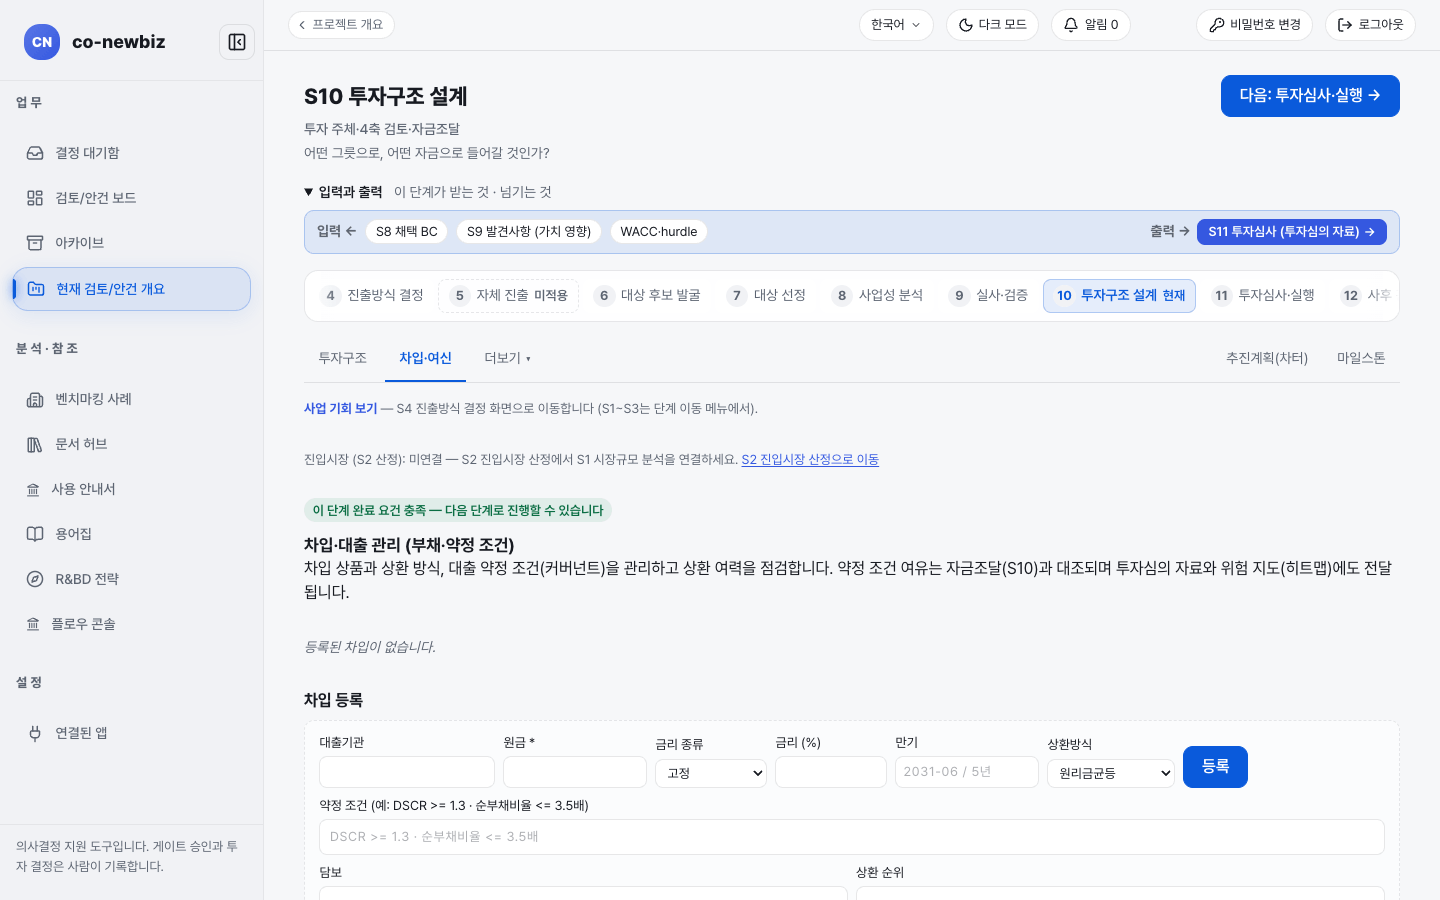 CN co-newbiz
업무
결정 대기함
검토/안건 보드
아카이브
현재 검토/안건 개요
분석·참조
벤치마킹 사례
문서 허브
사용 안내서
용어집
R&BD 전략
플로우 콘솔
설정
연결된 앱
의사결정 지원 도구입니다. 게이트 승인과 투
자 결정은 사람이 기록합니다.
프로젝트 개요
한국어
다크 모드
알림 0
비밀번호 변경
로그아웃
S10 투자구조 설계
다음: 투자심사·실행 →
투자 주체·4축 검토·자금조달
어떤 그릇으로, 어떤 자금으로 들어갈 것인가?
▼ 입력과 출력 이 단계가 받는 것 · 넘기는 것
입력 ← S8 채택 BC S9 발견사항 (가치 영향) WACC·hurdle 출력 → S11 투자심사 (투자심의 자료) →
4 진출방식 결정 5 자체 진출 미적용 6 대상 후보 발굴 7 대상 선정 8 사업성 분석 9 실사·검증 10 투자구조 설계 현재 11 투자심사·실행 12 사후
투자구조 차입·여신 더보기 ▾ 추진계획(차터) 마일스톤
사업 기회 보기 — S4 진출방식 결정 화면으로 이동합니다 (S1~S3는 단계 이동 메뉴에서).
진입시장 (S2 산정): 미연결 — S2 진입시장 산정에서 S1 시장규모 분석을 연결하세요. S2 진입시장 산정으로 이동
이 단계 완료 요건 충족 — 다음 단계로 진행할 수 있습니다
차입·대출 관리 (부채·약정 조건)
차입 상품과 상환 방식, 대출 약정 조건(커버넌트)을 관리하고 상환 여력을 점검합니다. 약정 조건 여유는 자금조달(S10)과 대조되며 투자심의 자료와 위험 지도(히트맵)에도 전달
됩니다.
등록된 차입이 없습니다.
차입 등록
대출기관 원금 * 금리 종류 금리 (%) 만기 상환방식
고정 2031-06 / 5년 원리금균등 등록
약정 조건 (예: DSCR >= 1.3 · 순부채비율 <= 3.5배)
DSCR >= 1.3 · 순부채비율 <= 3.5배
담보 상환 순위